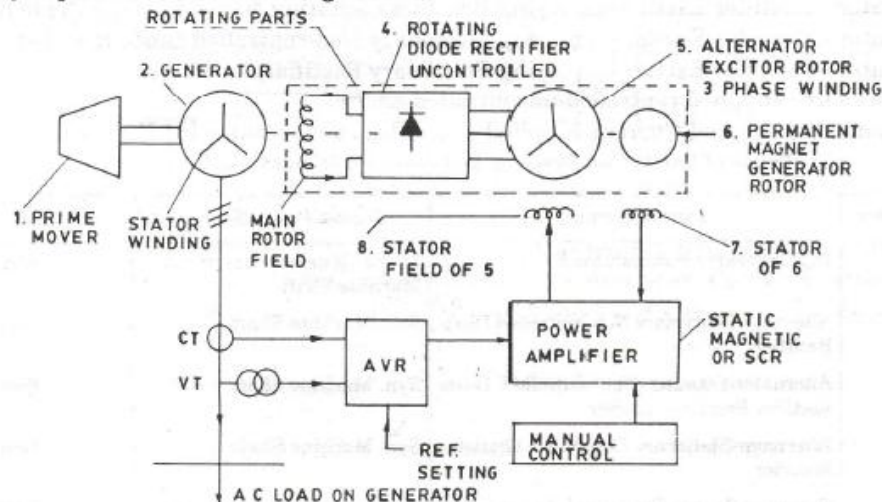 ROTATING PARTS
4. ROTATING
DIODE RECTIFIER
UNCONTROLLED
2. GENERATOR
5. ALTERNATOR
EXCITOR ROTOR
3 PHASE WINDING
6. PERMANENT
MAGNET
GENERATOR
ROTOR
1. PRIME
MOVER
STATOR
WINDING
MAIN
ROTOR
FIELD
8. STATOR
FIELD OF 5
7. STATOR
OF 6
CT
VT
AVR
POWER
AMPLIFIER
STATIC
MAGNETIC
OR SCR
REF.
SETTING
MANUAL
CONTROL
A C LOAD ON GENERATOR